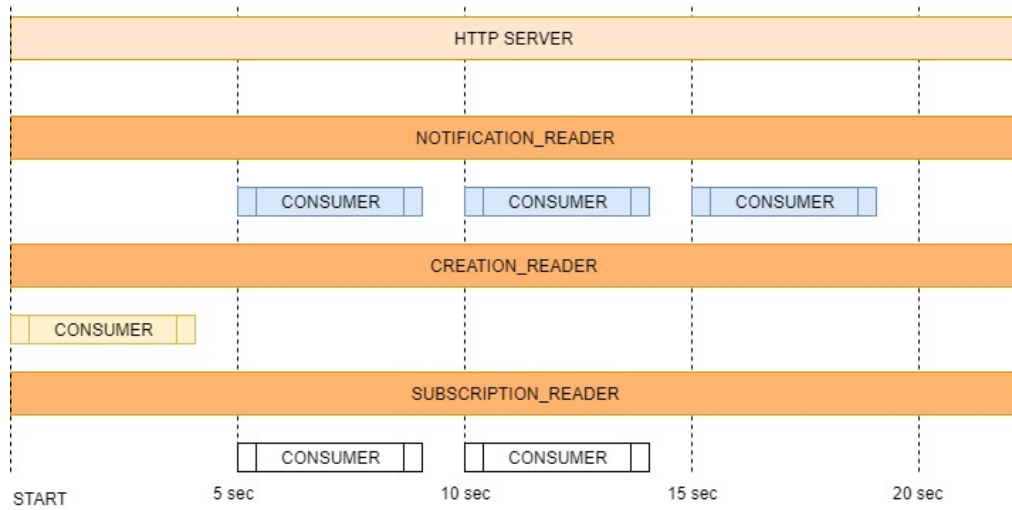 HTTP SERVER
NOTIFICATION_READER
CONSUMER CONSUMER CONSUMER
CREATION_READER
CONSUMER
SUBSCRIPTION_READER
CONSUMER CONSUMER
START 5 sec 10 sec 15 sec 20 sec